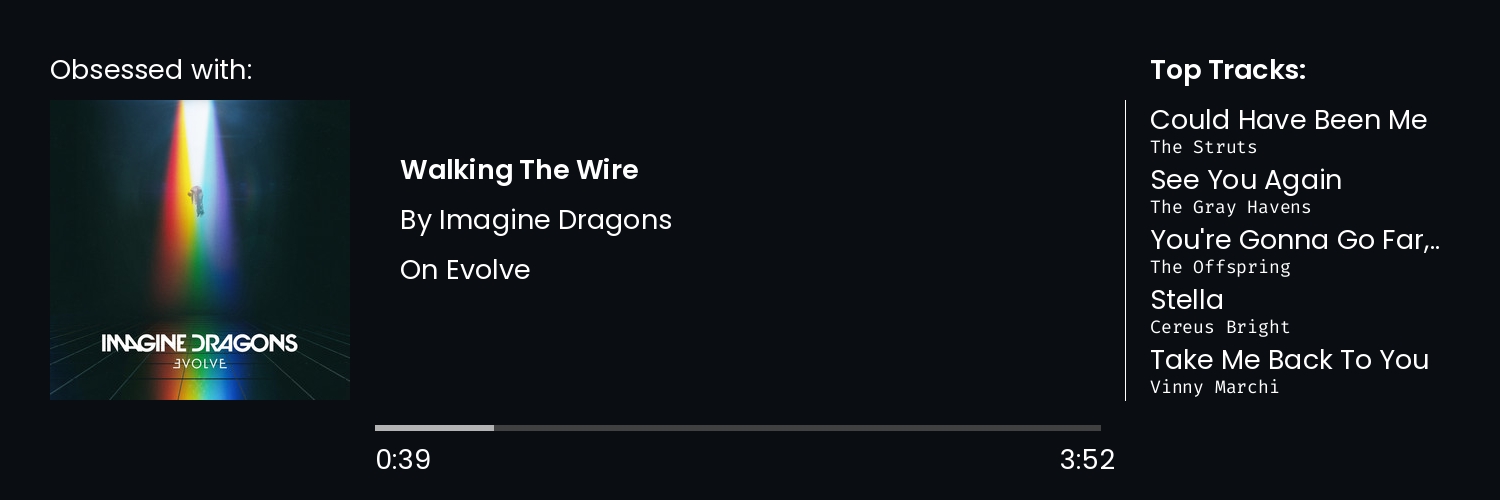 Obsessed with:
IMAGINE DRAGONS
EVOLVE
Walking The Wire
By Imagine Dragons
On Evolve
0:39
3:52
Top Tracks:
Could Have Been Me
The Struts
See You Again
The Gray Havens
You're Gonna Go Far,..
The Offspring
Stella
Cereus Bright
Take Me Back To You
Vinny Marchi